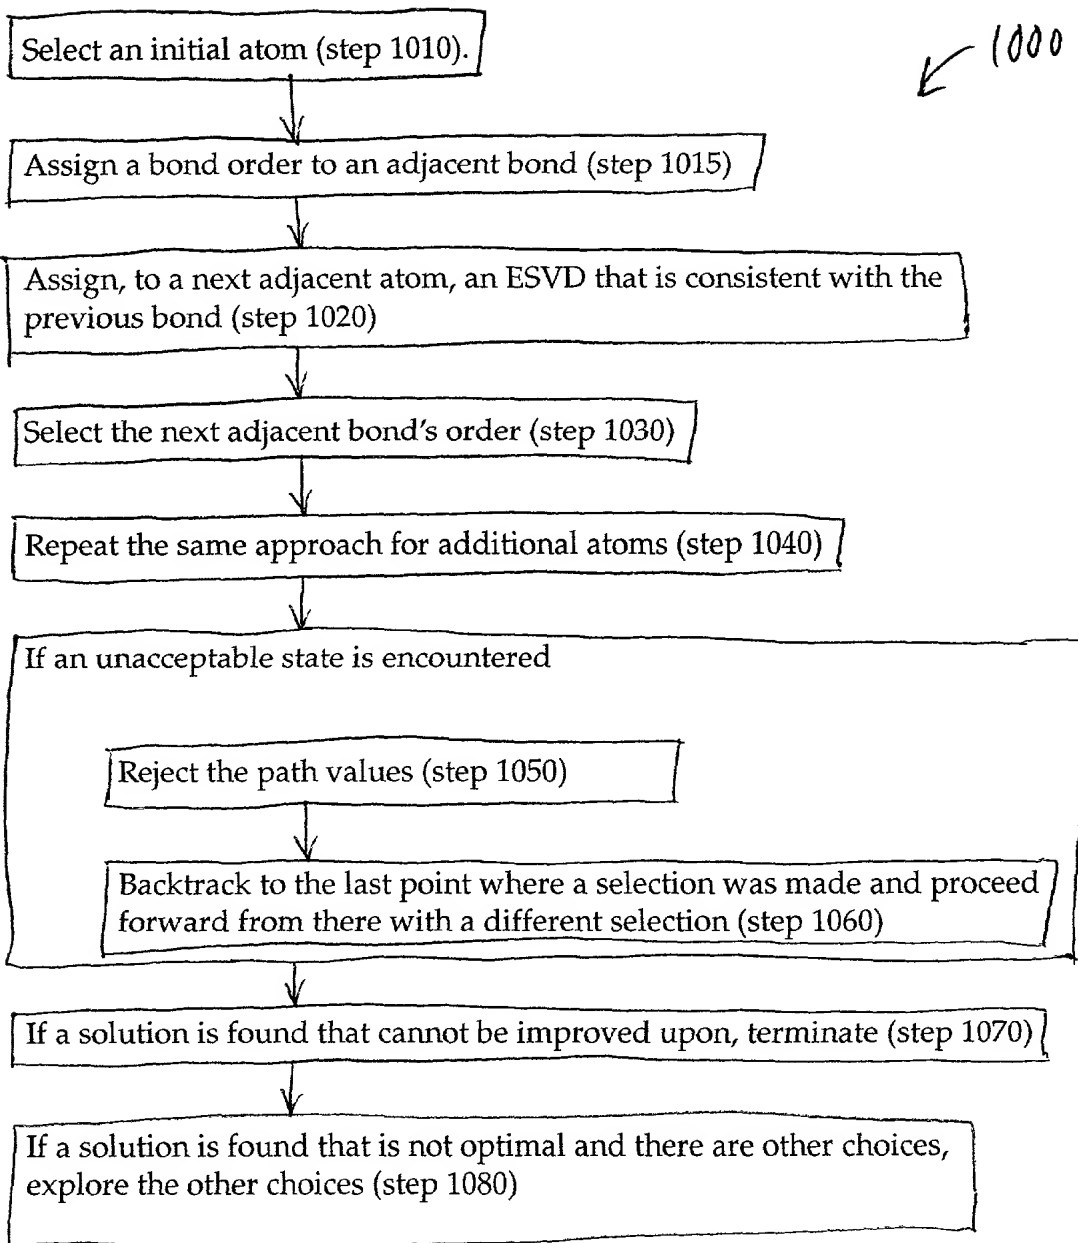 Select an initial atom (step 1010).
1000
Assign a bond order to an adjacent bond (step 1015)
Assign, to a next adjacent atom, an ESVD that is consistent with the
previous bond (step 1020)
Select the next adjacent bond's order (step 1030)
Repeat the same approach for additional atoms (step 1040)
If an unacceptable state is encountered
Reject the path values (step 1050)
Backtrack to the last point where a selection was made and proceed
forward from there with a different selection (step 1060)
If a solution is found that cannot be improved upon, terminate (step 1070)
If a solution is found that is not optimal and there are other choices,
explore the other choices (step 1080)